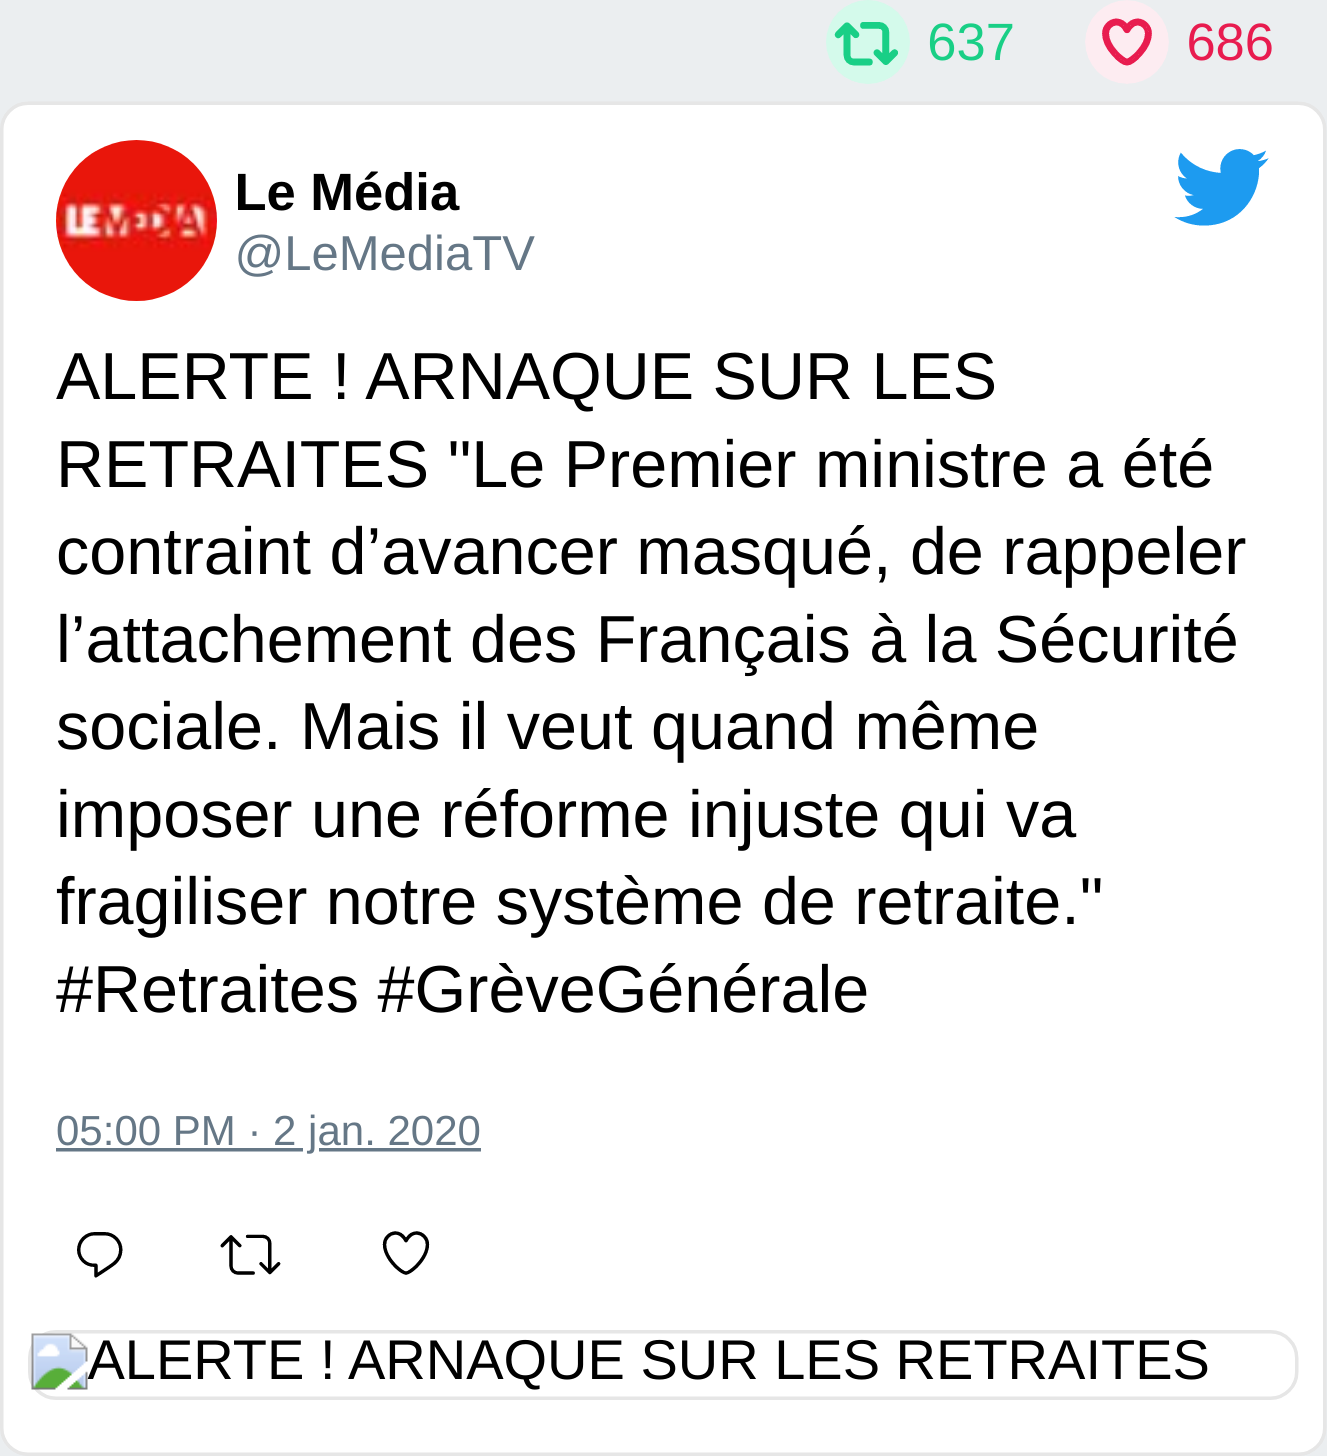 637 686
LE MEDIA
Le Média
@LeMediaTV
ALERTE ! ARNAQUE SUR LES
RETRAITES "Le Premier ministre a été
contraint d’avancer masqué, de rappeler
l’attachement des Français à la Sécurité
sociale. Mais il veut quand même
imposer une réforme injuste qui va
fragiliser notre système de retraite."
#Retraites #GrèveGénérale
05:00 PM · 2 jan. 2020
ALERTE ! ARNAQUE SUR LES RETRAITES